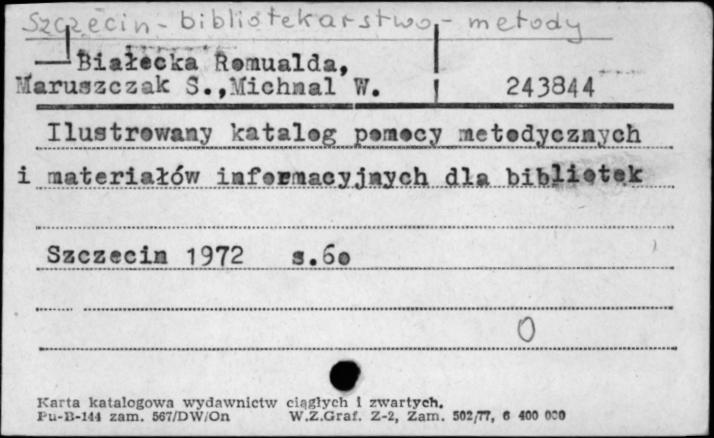 Szczecin - bibliotekarstwo - metody
Białecka Romualda,
Maruszczak S., Michnal W. 243844
Ilustrowany katalog pomocy metodycznych
i materiałów informacyjnych dla bibliotek
Szczecin 1972 s.60
O
Karta katalogowa wydawnictw ciągłych i zwartych.
Pu-B-144 zam. 567/DW/On W.Z.Graf. Z-2, Zam. 502/77, 6 400 000